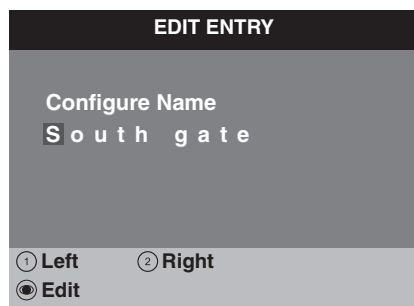 EDIT ENTRY
Configure Name
South gate
1 Left 2 Right
Edit